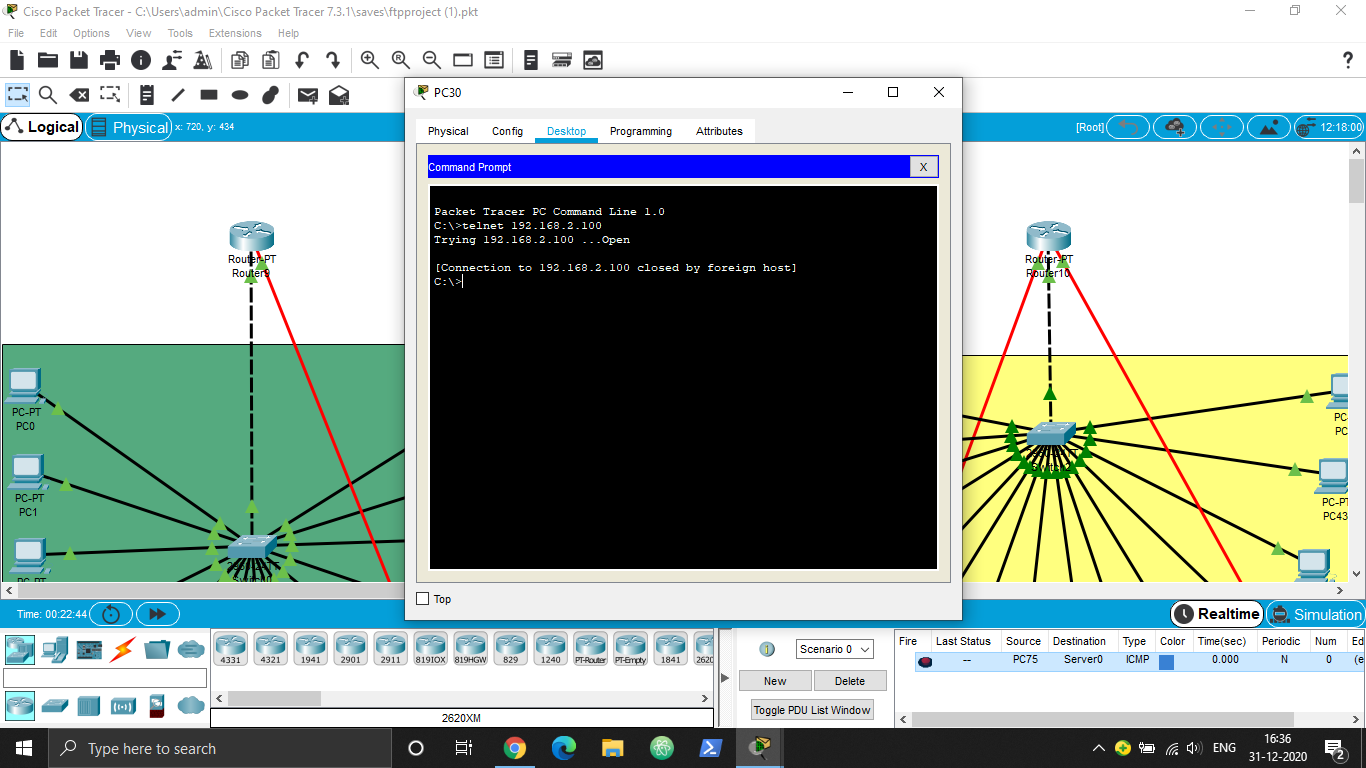 Cisco Packet Tracer - C:\Users\admin\Cisco Packet Tracer 7.3.1\saves\ftpproject (1).pkt
File Edit Options View Tools Extensions Help
Logical Physical x: 720, y: 434
[Root] 12:18:00
PC30
Physical Config Desktop Programming Attributes
Command Prompt X
Packet Tracer PC Command Line 1.0
C:\>telnet 192.168.2.100
Trying 192.168.2.100 ...Open
[Connection to 192.168.2.100 closed by foreign host]
C:\>
Top
Router-PT
Router-PT
Router10
PC-PT
PC0
PC-PT
PC1
PC-PT
PC
PC
PC-PT
PC43
Time: 00:22:44
Realtime Simulation
4331 4321 1941 2901 2911 819IOX 819HGW 829 1240 PT-Router PT-Empty 1841 2620
2620XM
Scenario 0
New Delete
Toggle PDU List Window
Fire Last Status Source Destination Type Color Time(sec) Periodic Num Ed
-- PC75 Server0 ICMP 0.000 N 0 (e
Type here to search
ENG
16:36
31-12-2020
2